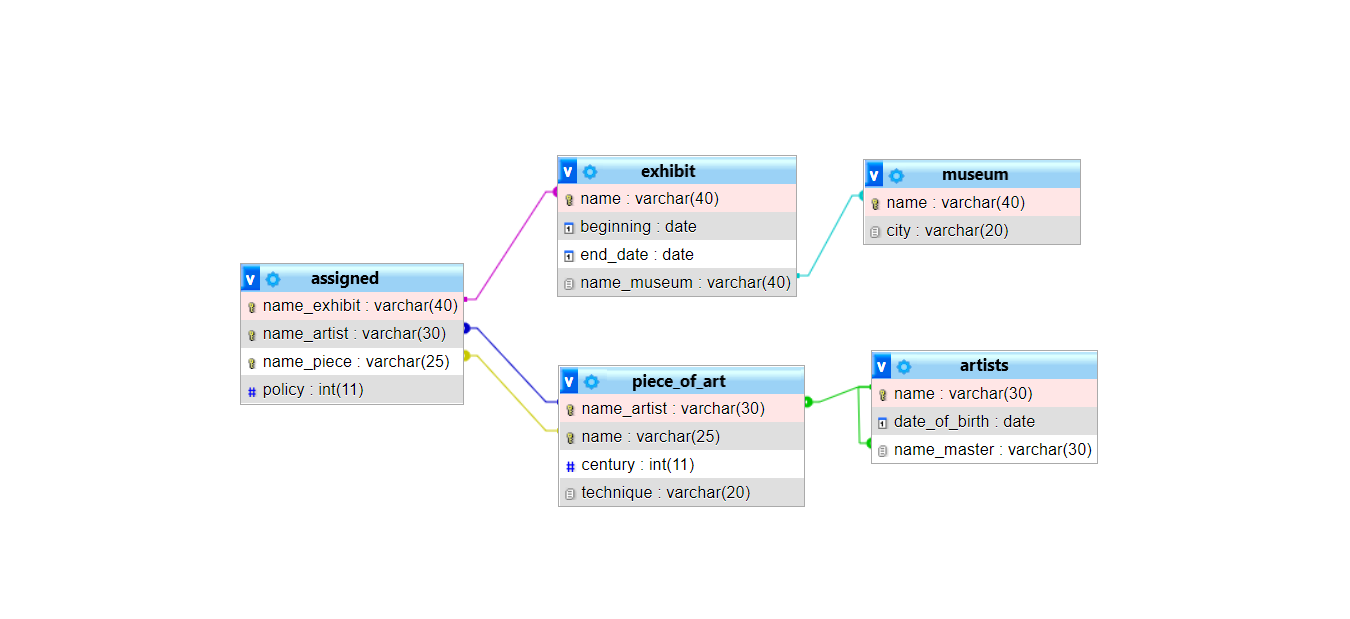 v exhibit
name : varchar(40)
beginning : date
end_date : date
name_museum : varchar(40)
v museum
name : varchar(40)
city : varchar(20)
v assigned
name_exhibit : varchar(40)
name_artist : varchar(30)
name_piece : varchar(25)
# policy : int(11)
v piece_of_art
name_artist : varchar(30)
name : varchar(25)
# century : int(11)
technique : varchar(20)
v artists
name : varchar(30)
date_of_birth : date
name_master : varchar(30)